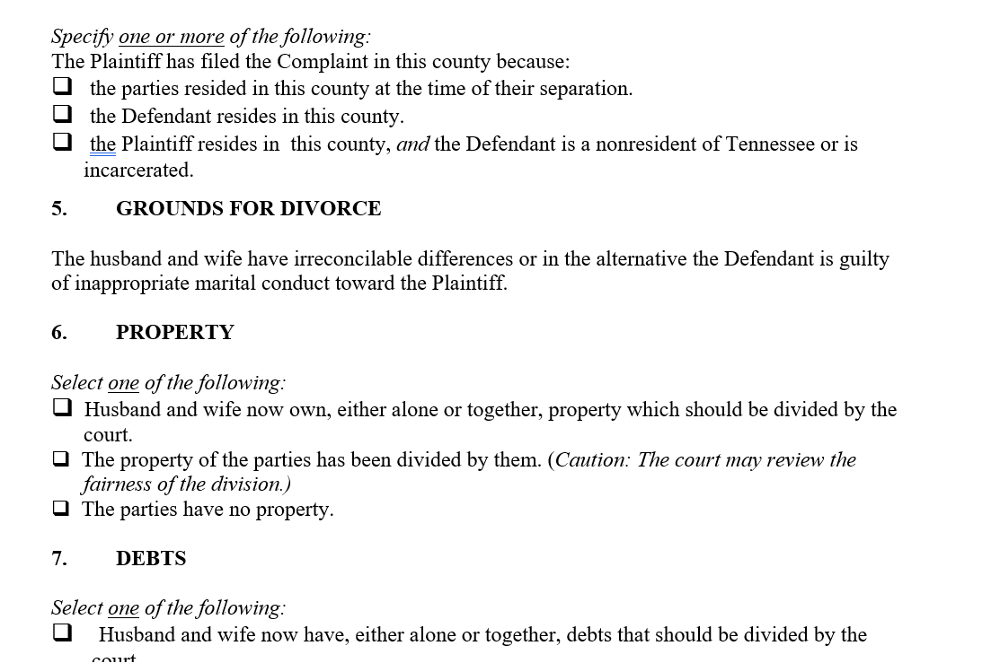 Specify one or more of the following:
The Plaintiff has filed the Complaint in this county because:
❏ the parties resided in this county at the time of their separation.
❏ the Defendant resides in this county.
❏ the Plaintiff resides in  this county, and the Defendant is a nonresident of Tennessee or is
incarcerated.
5. GROUNDS FOR DIVORCE
The husband and wife have irreconcilable differences or in the alternative the Defendant is guilty
of inappropriate marital conduct toward the Plaintiff.
6. PROPERTY
Select one of the following:
❏ Husband and wife now own, either alone or together, property which should be divided by the
court.
❏ The property of the parties has been divided by them. (Caution: The court may review the
fairness of the division.)
❏ The parties have no property.
7. DEBTS
Select one of the following:
❏ Husband and wife now have, either alone or together, debts that should be divided by the
court